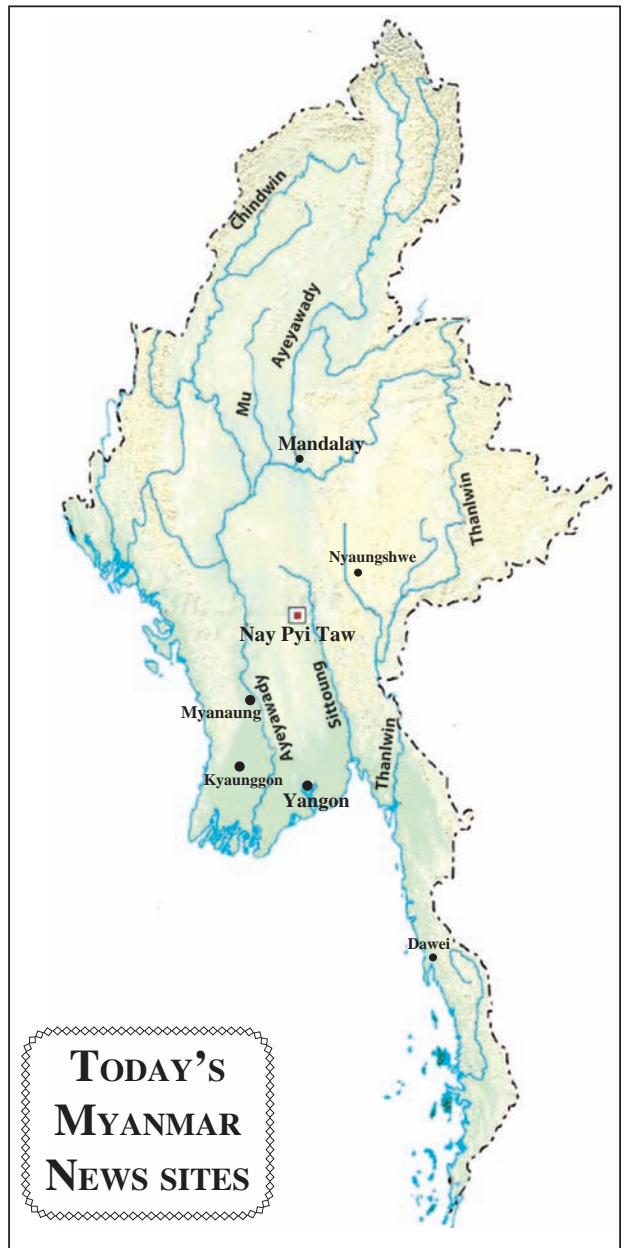 Chindwin
Ayeyawady
Mu
Mandalay
Thanlwin
Nyaungshwe
Nay Pyi Taw
Myanaung
Ayeyawady
Sittoung
Thanlwin
Kyaunggon
Yangon
Dawei
TODAY'S
MYANMAR
NEWS SITES